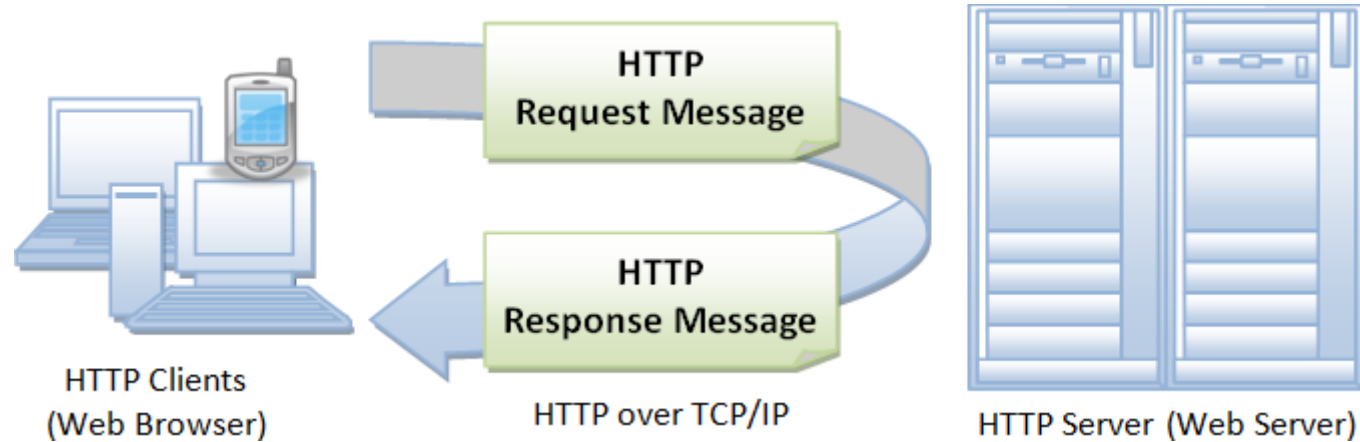 HTTP
Request Message
HTTP
Response Message
HTTP Clients
(Web Browser)
HTTP over TCP/IP
HTTP Server (Web Server)